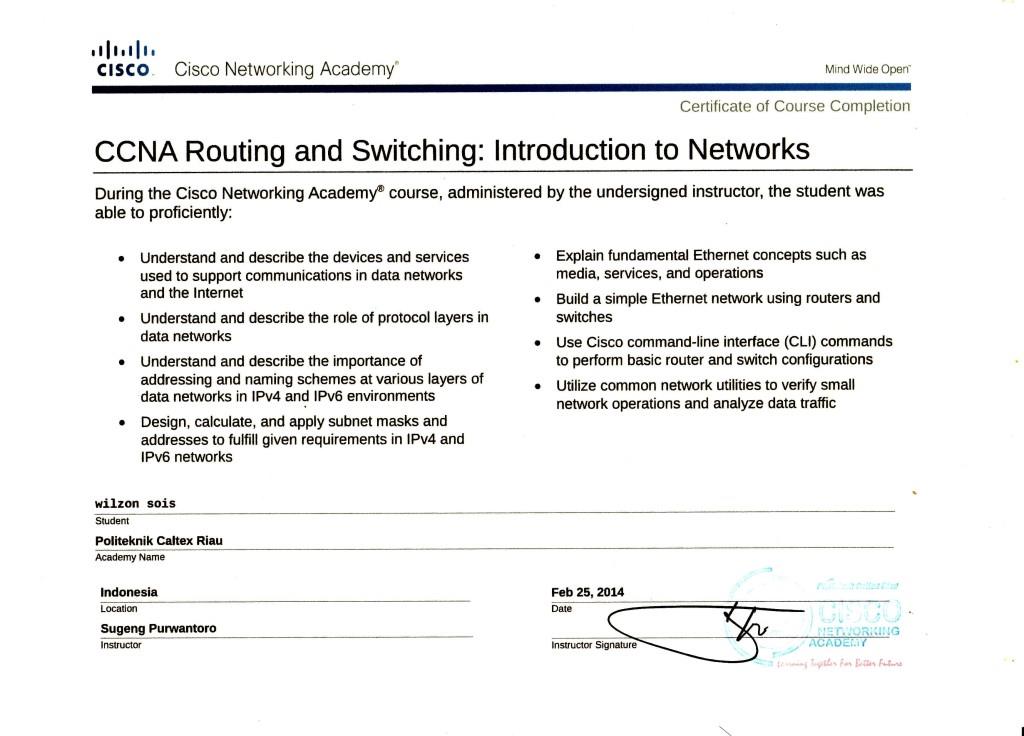 CISCO
Cisco Networking Academy®
Mind Wide Open™
Certificate of Course Completion
CCNA Routing and Switching: Introduction to Networks
During the Cisco Networking Academy® course, administered by the undersigned instructor, the student was
able to proficiently:
• Understand and describe the devices and services
used to support communications in data networks
and the Internet
• Understand and describe the role of protocol layers in
data networks
• Understand and describe the importance of
addressing and naming schemes at various layers of
data networks in IPv4 and IPv6 environments
• Design, calculate, and apply subnet masks and
addresses to fulfill given requirements in IPv4 and
IPv6 networks
• Explain fundamental Ethernet concepts such as
media, services, and operations
• Build a simple Ethernet network using routers and
switches
• Use Cisco command-line interface (CLI) commands
to perform basic router and switch configurations
• Utilize common network utilities to verify small
network operations and analyze data traffic
wilzon sois
Student
Politeknik Caltex Riau
Academy Name
Indonesia
Location
Feb 25, 2014
Date
Sugeng Purwantoro
Instructor
Instructor Signature
CISCO
NETWORKING
ACADEMY
Learning Together For Better Future